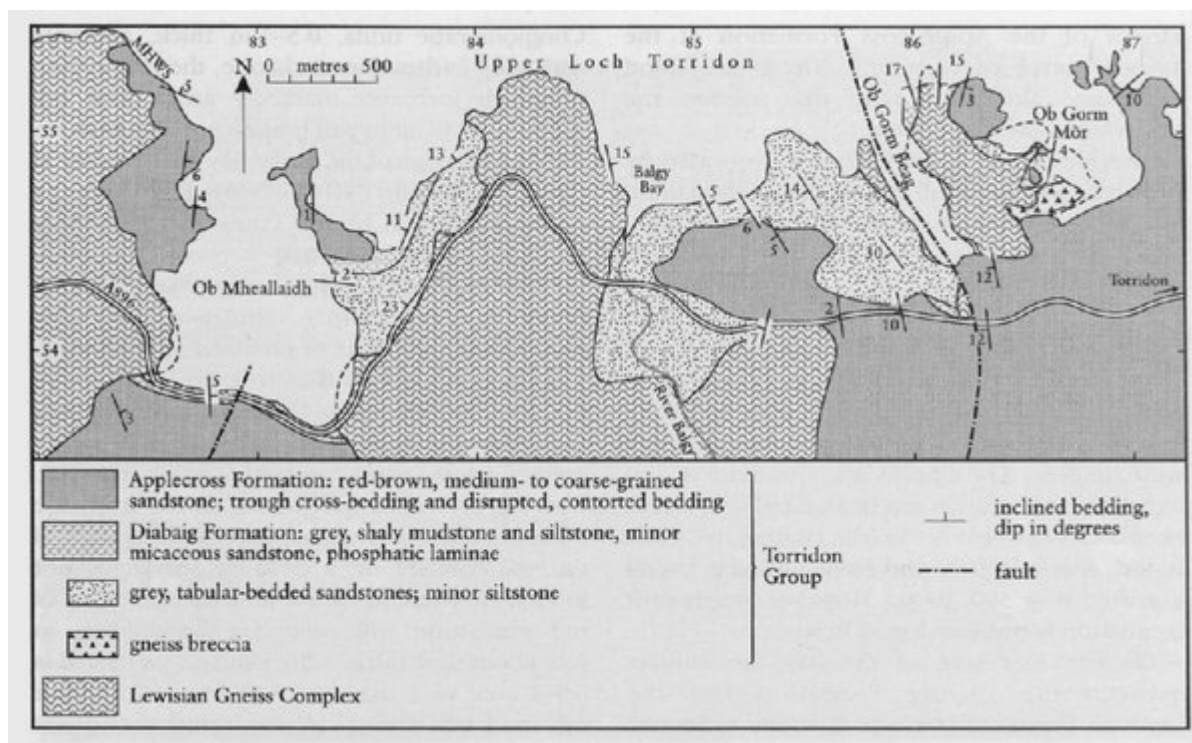 83
84
85
86
87
MHWS
N
0 metres 500
Upper Loch Torridon
55
5
6
4
1
13
11
15
Balgy
Bay
5
14
6
5
10
17
4
15
3
Ob Gorm Beag
Ob Gorm
Mòr
4
10
12
Torridon
Ob Mheallaidh
2
23
A896
54
5
7
2
10
12
River Balgy
Applecross Formation: red-brown, medium- to coarse-grained
sandstone; trough cross-bedding and disrupted, contorted bedding
Diabaig Formation: grey, shaly mudstone and siltstone, minor
micaceous sandstone, phosphatic laminae
grey, tabular-bedded sandstones; minor siltstone
gneiss breccia
Lewisian Gneiss Complex
Torridon
Group
inclined bedding,
dip in degrees
fault